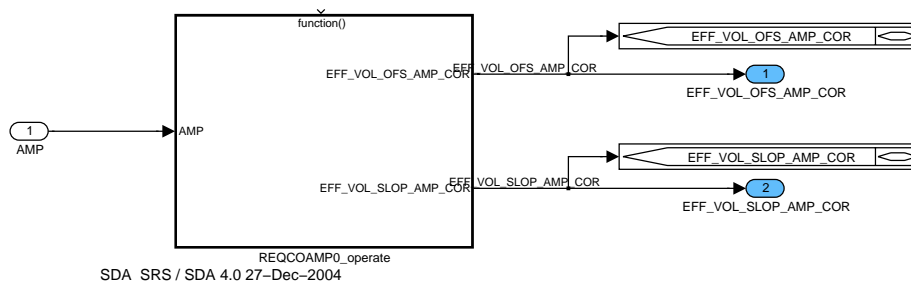 function()
EFF_VOL_OFS_AMP_COR
EFF_VOL_OFS_AMP_COR
EFF_VOL_OFS_AMP_COR
1
EFF_VOL_OFS_AMP_COR
1
AMP
AMP
EFF_VOL_SLOP_AMP_COR
EFF_VOL_SLOP_AMP_COR
EFF_VOL_SLOP_AMP_COR
2
EFF_VOL_SLOP_AMP_COR
REQCOAMP0_operate
SDA SRS / SDA 4.0 27–Dec–2004